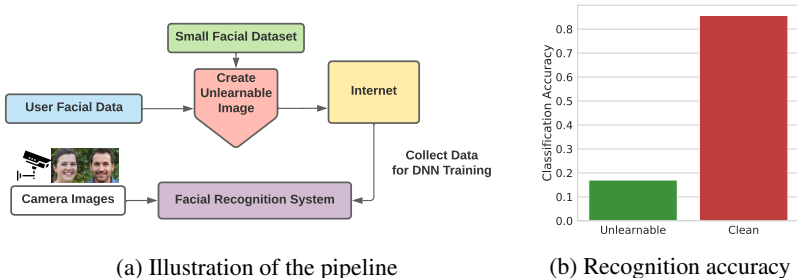 Small Facial Dataset
Create
Unlearnable
Image
User Facial Data
Internet
Collect Data
for DNN Training
Camera Images
Facial Recognition System
(a) Illustration of the pipeline
Classification Accuracy
0.8
0.7
0.6
0.5
0.4
0.3
0.2
0.1
0.0
Unlearnable
Clean
(b) Recognition accuracy